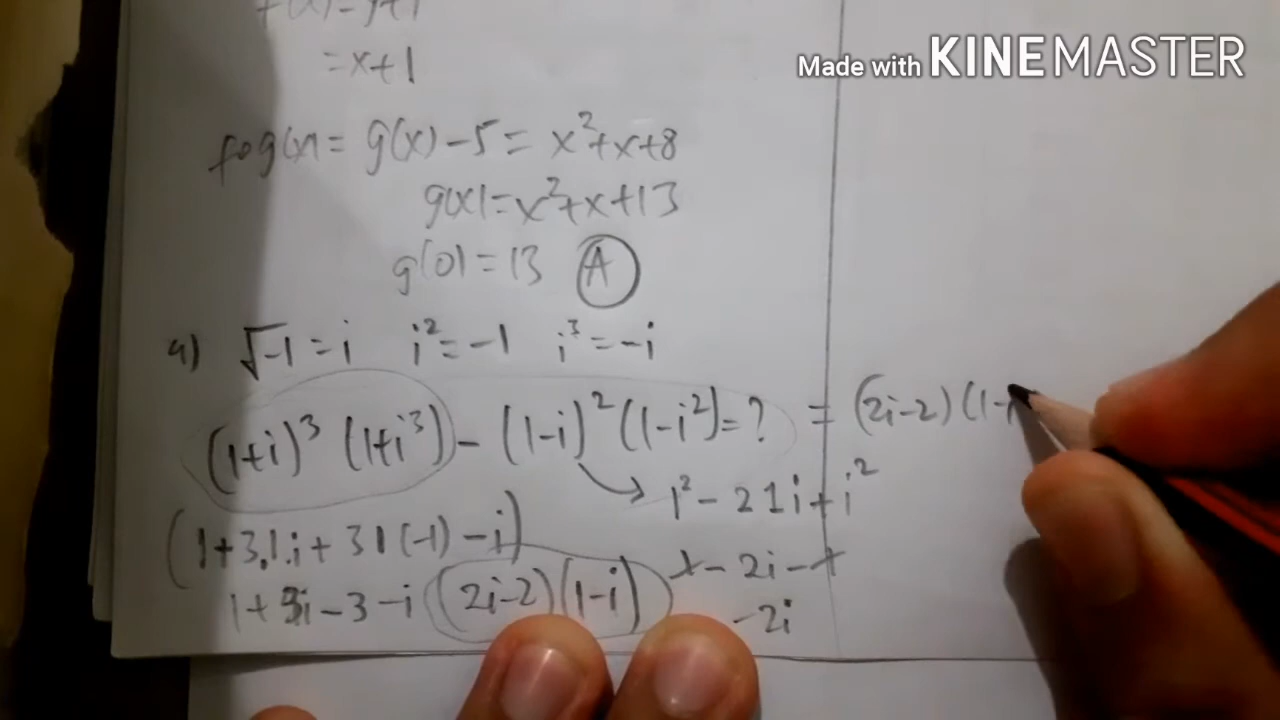 Made with KINEMASTER
= x+1
fog(x) = g(x) - 5 = x²+x+8
g(x) = x²+x+13
g(0) = 13 A
4) √-1 = i i² = -1 i³ = -i
(1+i)³ (1+i³) - (1-i)² (1-i²) = ? = (2i-2) (1-i
1² - 2 1 i + i²
(1+3.1.i + 3 1 (-1) - i)
1 - 2i - 1
1 + 3i - 3 - i (2i-2) (1-i)
-2i